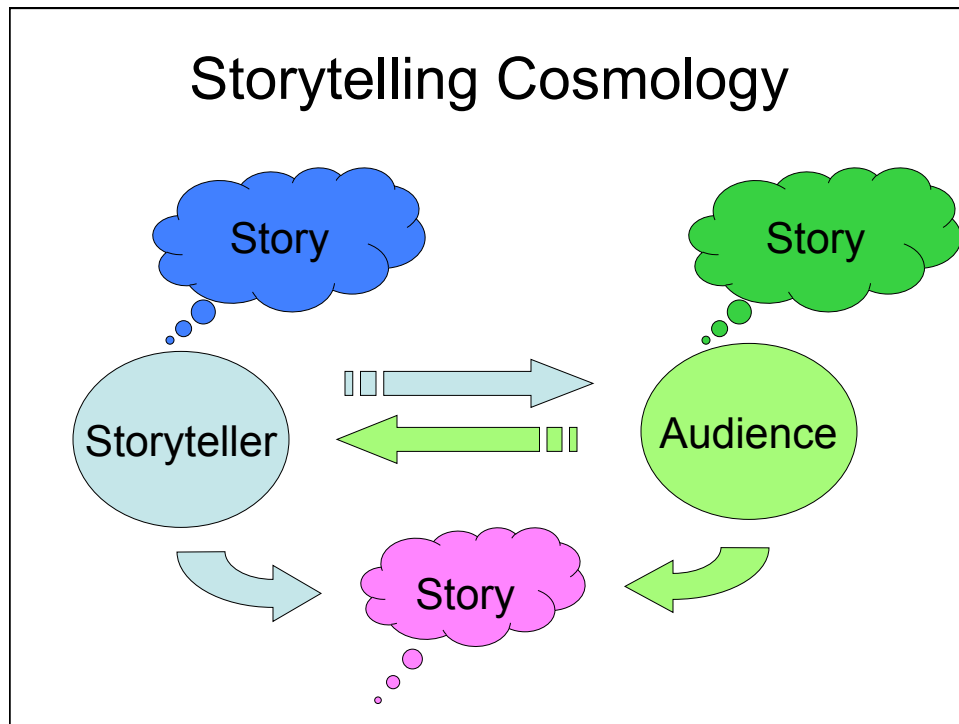 Storytelling Cosmology
Story
Story
Storyteller
Audience
Story